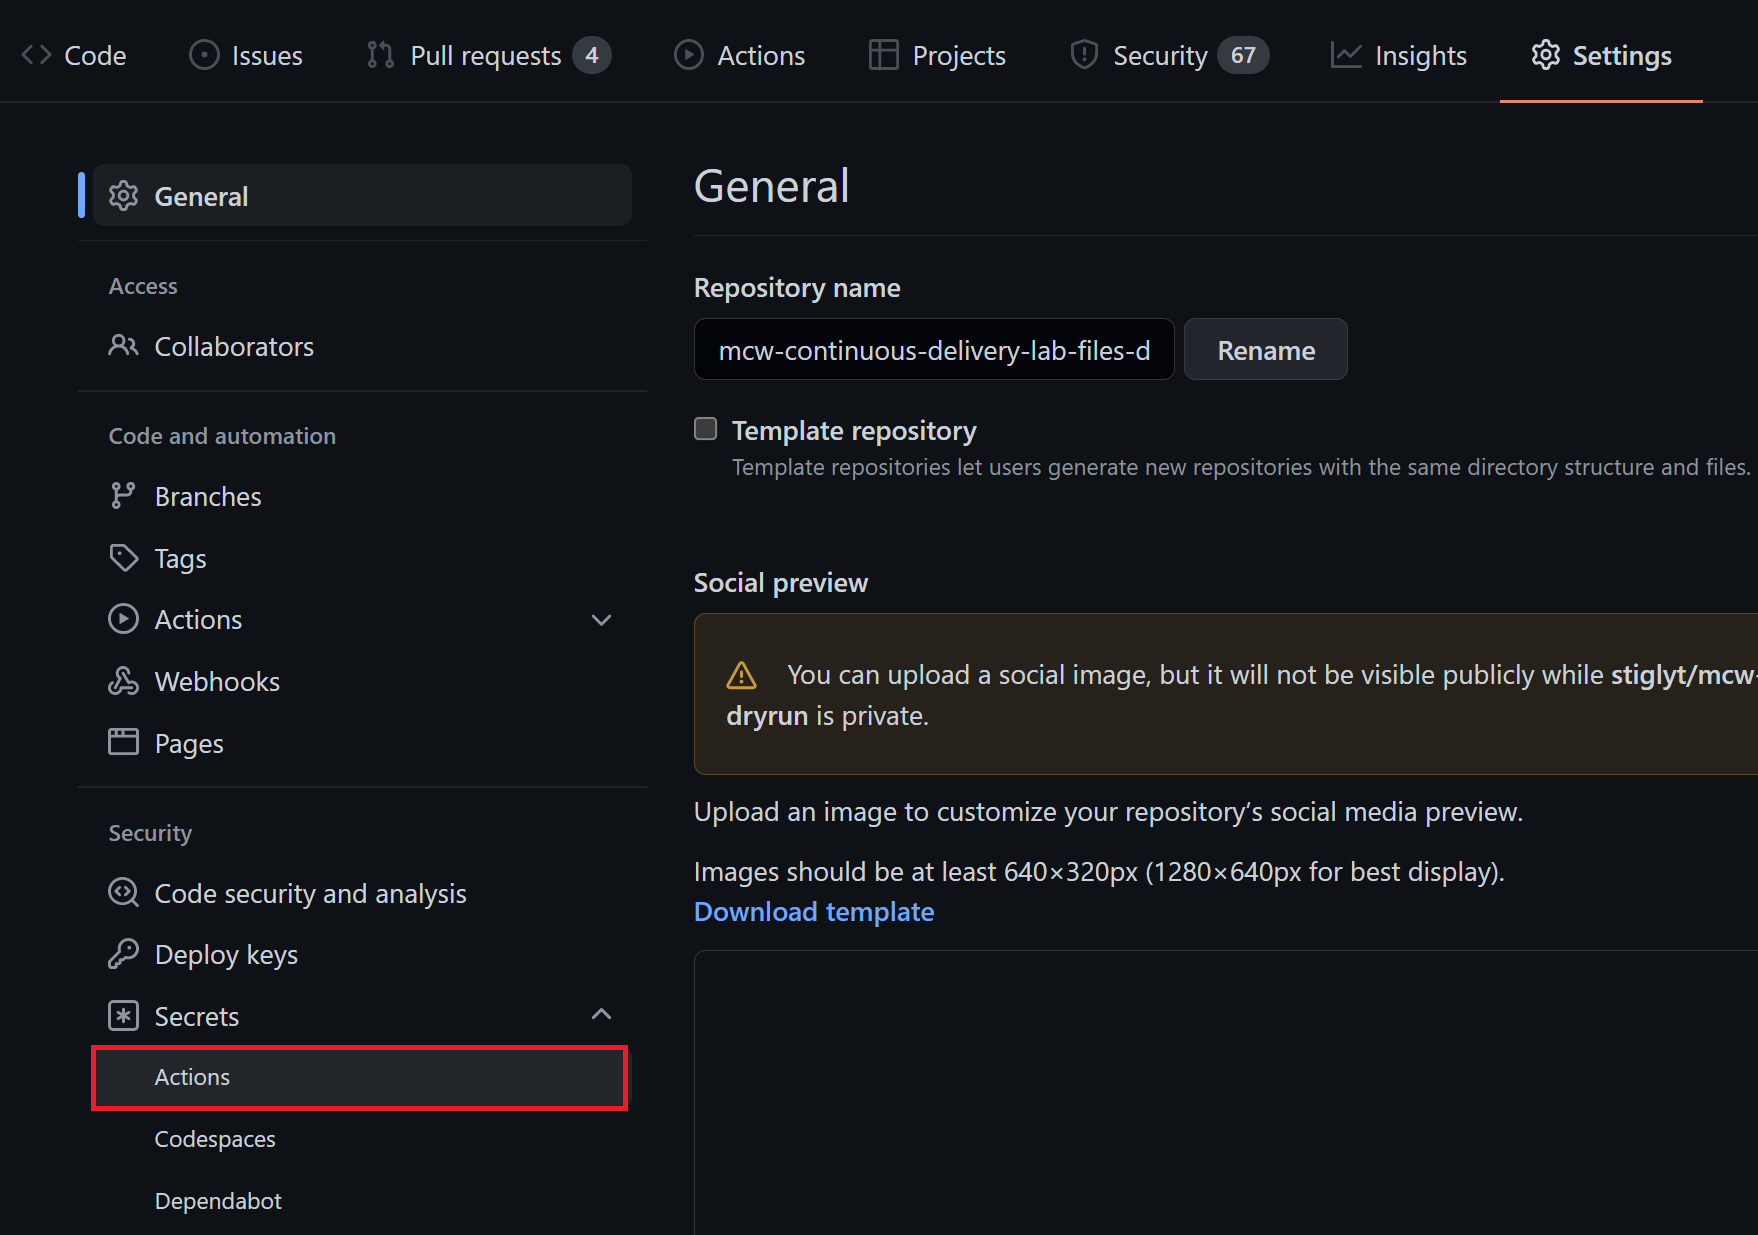 Code Issues Pull requests 4 Actions Projects Security 67 Insights Settings
General
Access
Collaborators
Code and automation
Branches
Tags
Actions
Webhooks
Pages
Security
Code security and analysis
Deploy keys
Secrets
Actions
Codespaces
Dependabot
General
Repository name
mcw-continuous-delivery-lab-files-d Rename
Template repository
Template repositories let users generate new repositories with the same directory structure and files.
Social preview
You can upload a social image, but it will not be visible publicly while stiglyt/mcw-
dryrun is private.
Upload an image to customize your repository’s social media preview.
Images should be at least 640×320px (1280×640px for best display).
Download template